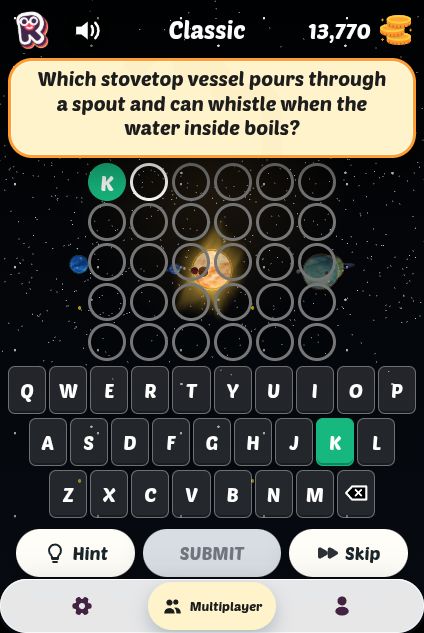 Classic
13,770
Which stovetop vessel pours through
a spout and can whistle when the
water inside boils?
K
Q W E R T Y U I O P
A S D F G H J K L
Z X C V B N M
Hint
SUBMIT
Skip
Multiplayer